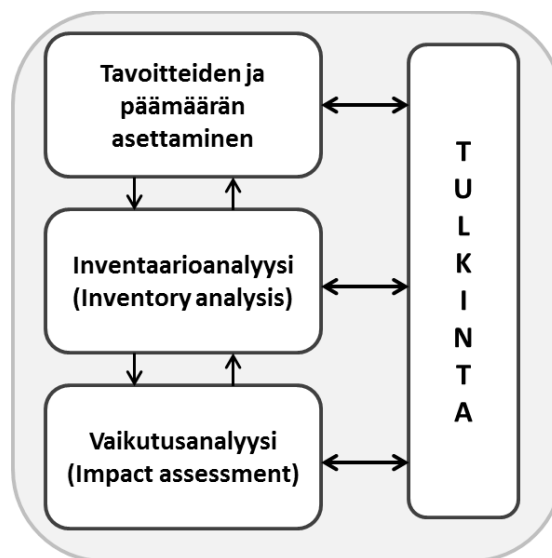 Tavoitteiden ja
päämäärän
asettaminen
Inventaarioanalyysi
(Inventory analysis)
Vaikutusanalyysi
(Impact assessment)
T
U
L
K
I
N
T
A